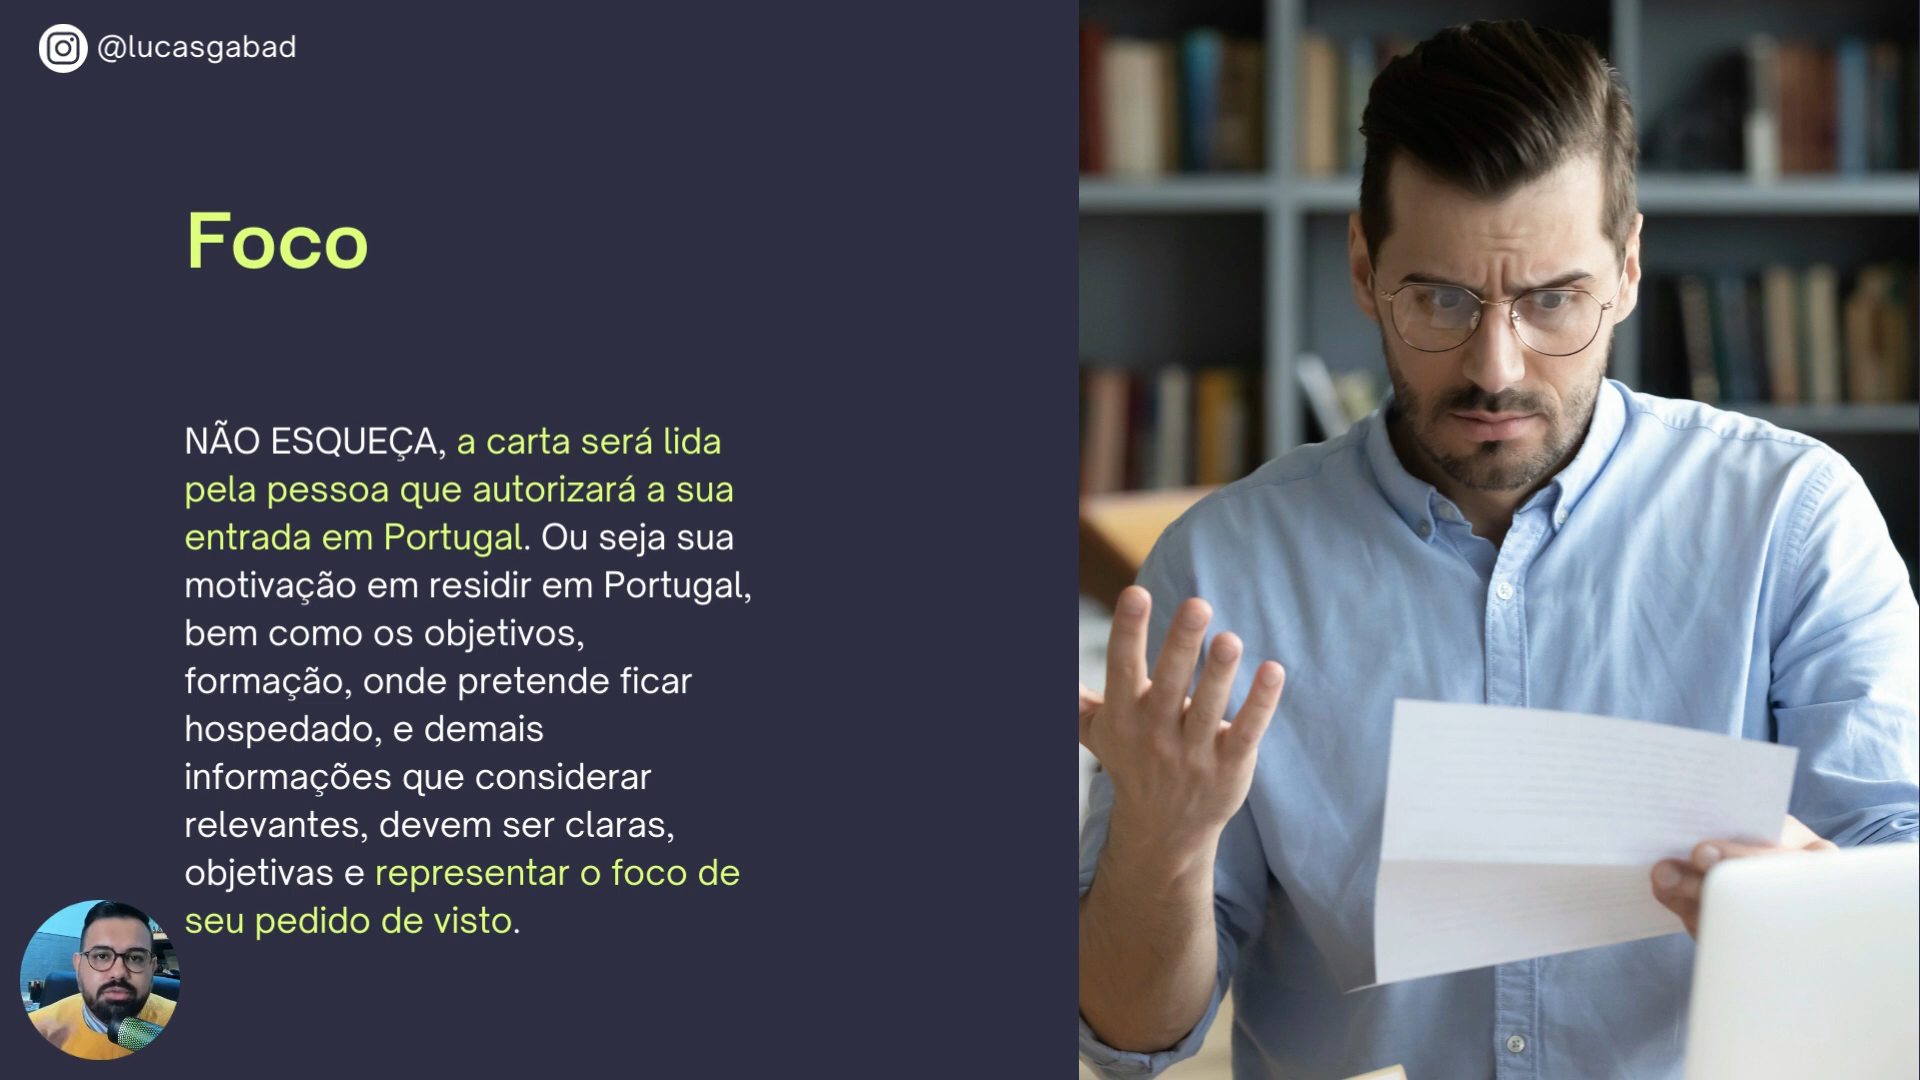 @lucasgabad
Foco
NÃO ESQUEÇA, a carta será lida
pela pessoa que autorizará a sua
entrada em Portugal. Ou seja sua
motivação em residir em Portugal,
bem como os objetivos,
formação, onde pretende ficar
hospedado, e demais
informações que considerar
relevantes, devem ser claras,
objetivas e representar o foco de
seu pedido de visto.